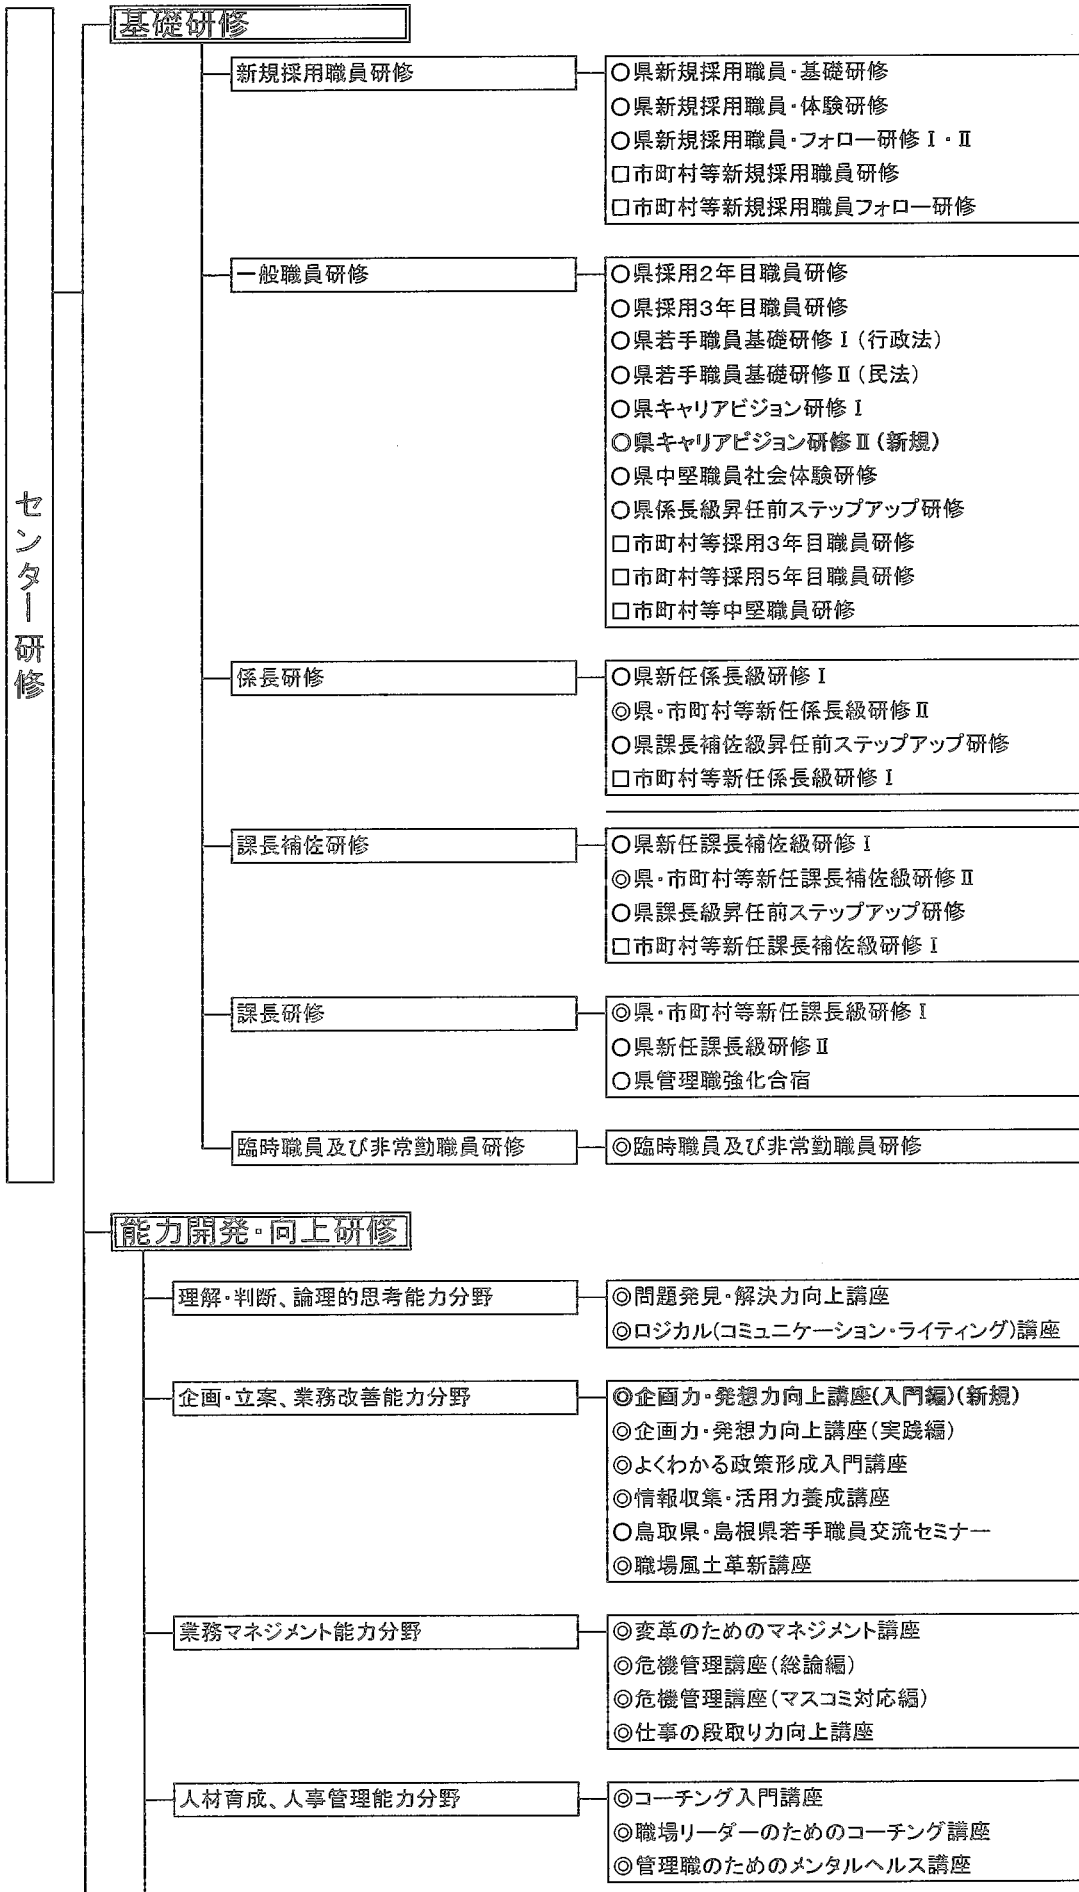 センター研修
基礎研修
新規採用職員研修
○県新規採用職員・基礎研修
○県新規採用職員・体験研修
○県新規採用職員・フォロー研修Ⅰ・Ⅱ
□市町村等新規採用職員研修
□市町村等新規採用職員フォロー研修
一般職員研修
○県採用2年目職員研修
○県採用3年目職員研修
○県若手職員基礎研修Ⅰ(行政法)
○県若手職員基礎研修Ⅱ(民法)
○県キャリアビジョン研修Ⅰ
○県キャリアビジョン研修Ⅱ(新規)
○県中堅職員社会体験研修
○県係長級昇任前ステップアップ研修
□市町村等採用3年目職員研修
□市町村等採用5年目職員研修
□市町村等中堅職員研修
係長研修
○県新任係長級研修Ⅰ
◎県・市町村等新任係長級研修Ⅱ
○県課長補佐級昇任前ステップアップ研修
□市町村等新任係長級研修Ⅰ
課長補佐研修
○県新任課長補佐級研修Ⅰ
◎県・市町村等新任課長補佐級研修Ⅱ
○県課長級昇任前ステップアップ研修
□市町村等新任課長補佐級研修Ⅰ
課長研修
◎県・市町村等新任課長級研修Ⅰ
○県新任課長級研修Ⅱ
○県管理職強化合宿
臨時職員及び非常勤職員研修
◎臨時職員及び非常勤職員研修
能力開発・向上研修
理解・判断、論理的思考能力分野
◎問題発見・解決力向上講座
◎ロジカル(コミュニケーション・ライティング)講座
企画・立案、業務改善能力分野
◎企画力・発想力向上講座(入門編)(新規)
◎企画力・発想力向上講座(実践編)
◎よくわかる政策形成入門講座
◎情報収集・活用力養成講座
○鳥取県・島根県若手職員交流セミナー
◎職場風土革新講座
業務マネジメント能力分野
◎変革のためのマネジメント講座
◎危機管理講座(総論編)
◎危機管理講座(マスコミ対応編)
◎仕事の段取り力向上講座
人材育成、人事管理能力分野
◎コーチング入門講座
◎職場リーダーのためのコーチング講座
◎管理職のためのメンタルヘルス講座